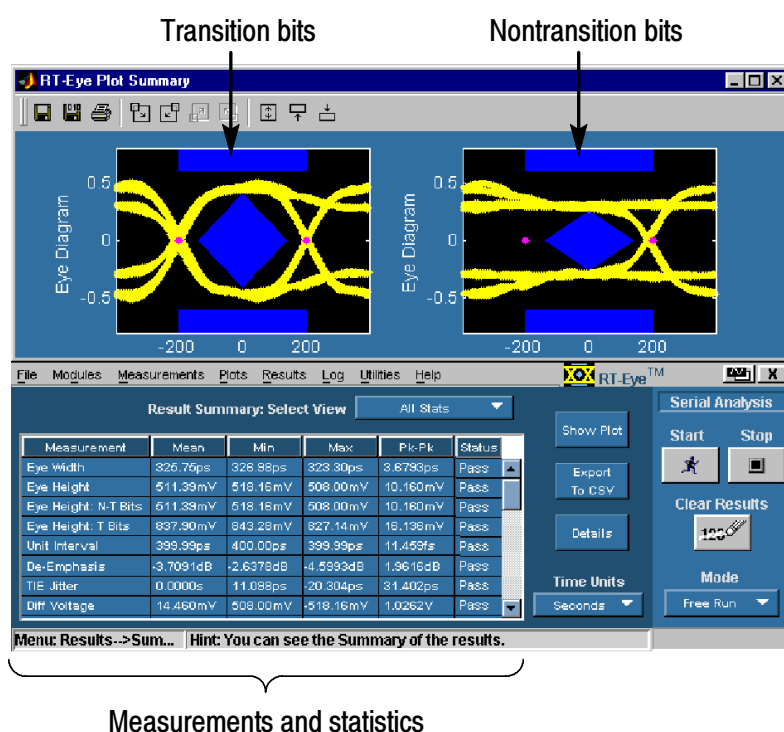 Transition bits Nontransition bits
RT-Eye Plot Summary
0.5 0.5
Eye Diagram Eye Diagram
0 0
-0.5 -0.5
-200 0 200 -200 0 200
File Modules Measurements Plots Results Log Utilities Help RT-Eye™ X
Result Summary: Select View All Stats Serial Analysis
Show Plot Start Stop
Measurement Mean Min Max Pk-Pk Status
Eye Width 325.75ps 326.98ps 323.30ps 3.6793ps Pass
Eye Height 511.39mV 518.16mV 508.00mV 10.160mV Pass
Export To CSV
Eye Height: N-T Bits 511.39mV 518.16mV 508.00mV 10.160mV Pass
Clear Results
Eye Height: T Bits 837.90mV 843.28mV 827.14mV 16.136mV Pass
Details 123
Unit Interval 399.99ps 400.00ps 399.99ps 11.459fs Pass
De-Emphasis -3.7091dB -2.6378dB -4.5993dB 1.9616dB Pass
TIE Jitter 0.0000s 11.098ps -20.304ps 31.402ps Pass
Time Units Mode
Diff Voltage 14.460mV 508.00mV -518.16mV 1.0262V Pass
Seconds Free Run
Menu: Results-->Sum... Hint: You can see the Summary of the results.
Measurements and statistics